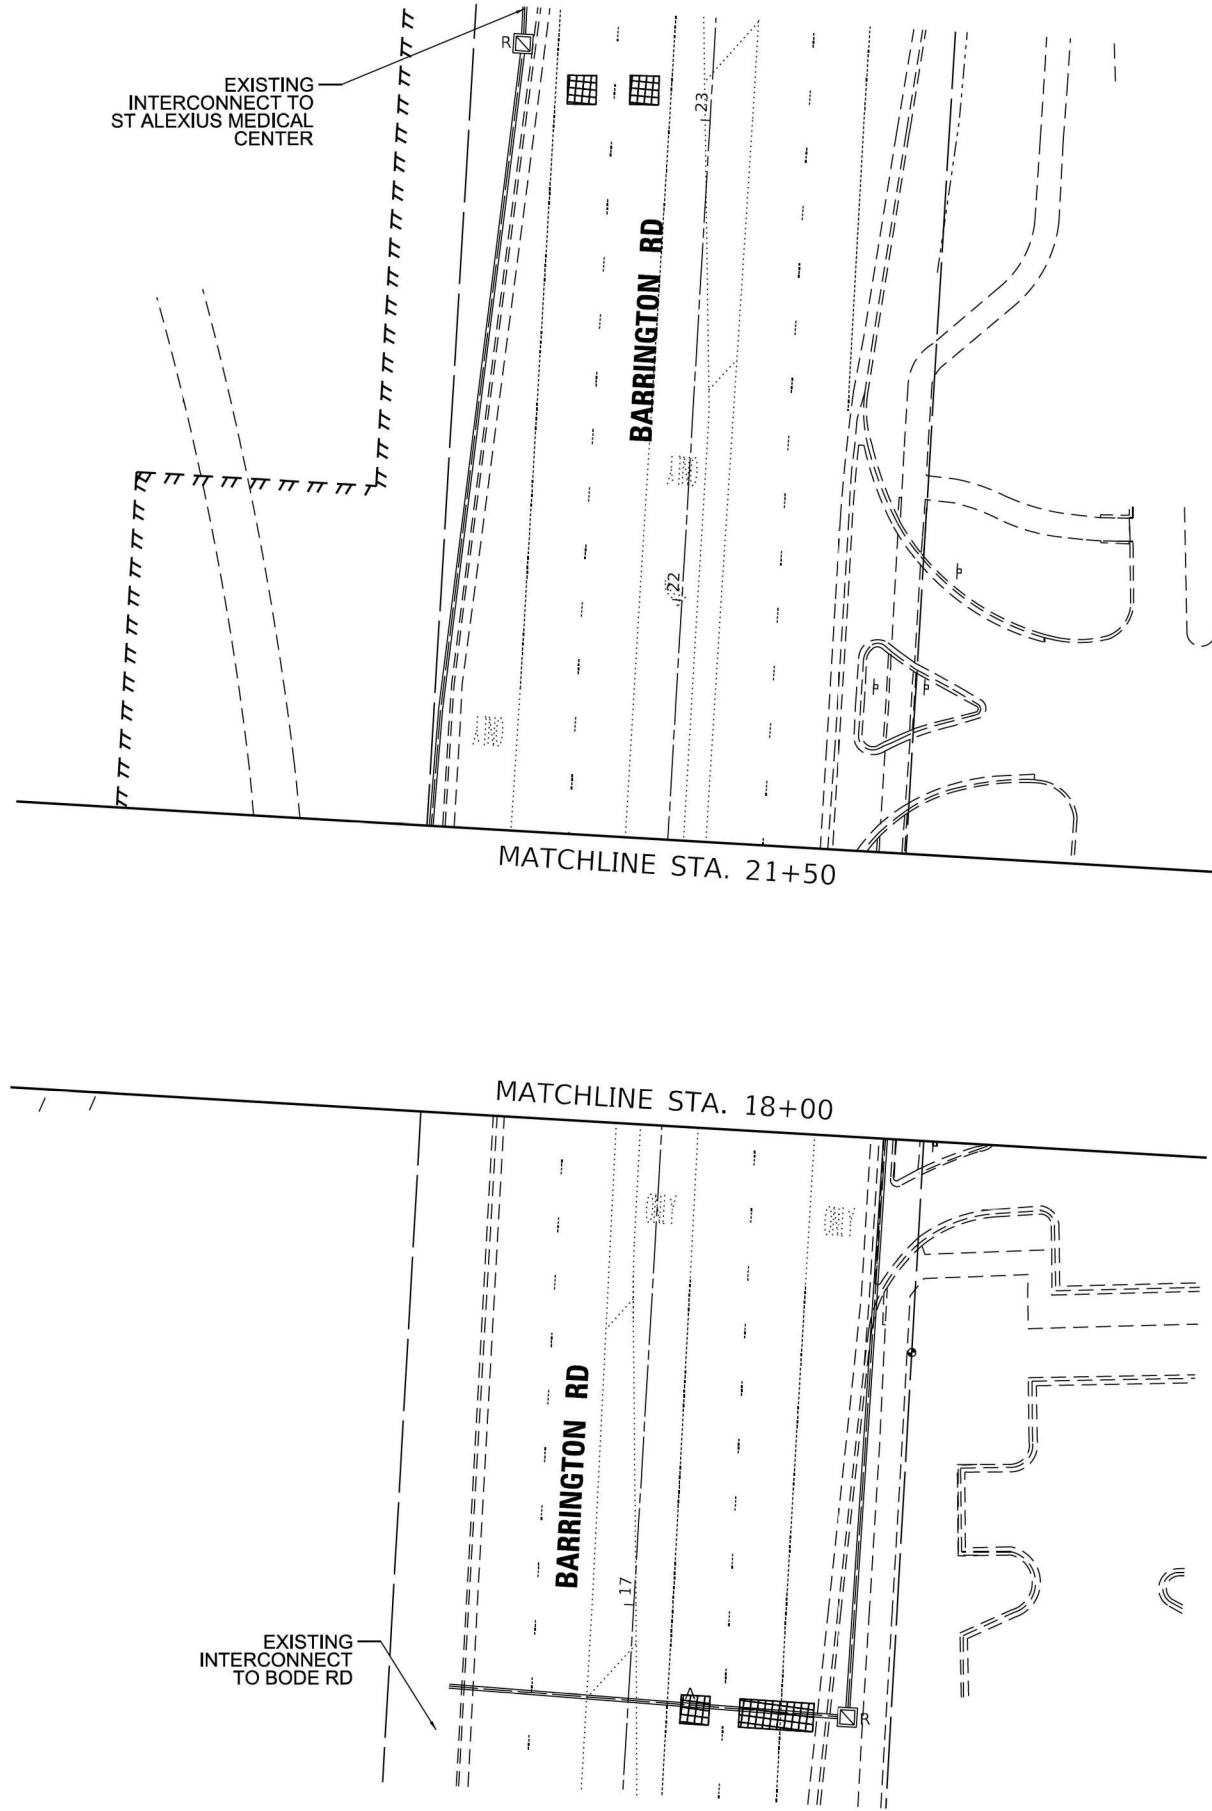 R
EXISTING
INTERCONNECT TO
ST ALEXIUS MEDICAL
CENTER
23
BARRINGTON RD
22
MATCHLINE STA. 21+50
MATCHLINE STA. 18+00
BARRINGTON RD
17
EXISTING
INTERCONNECT
TO BODE RD
A
R